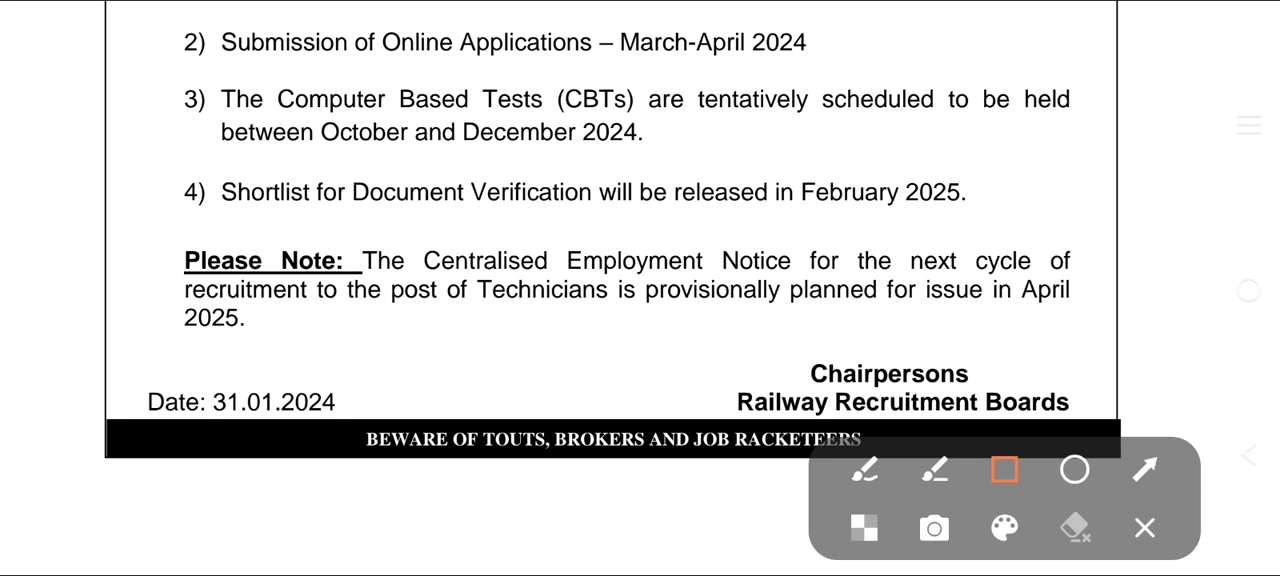 2) Submission of Online Applications – March-April 2024
3) The Computer Based Tests (CBTs) are tentatively scheduled to be held
between October and December 2024.
4) Shortlist for Document Verification will be released in February 2025.
Please Note: The Centralised Employment Notice for the next cycle of
recruitment to the post of Technicians is provisionally planned for issue in April
2025.
Chairpersons
Date: 31.01.2024 Railway Recruitment Boards
BEWARE OF TOUTS, BROKERS AND JOB RACKETEERS